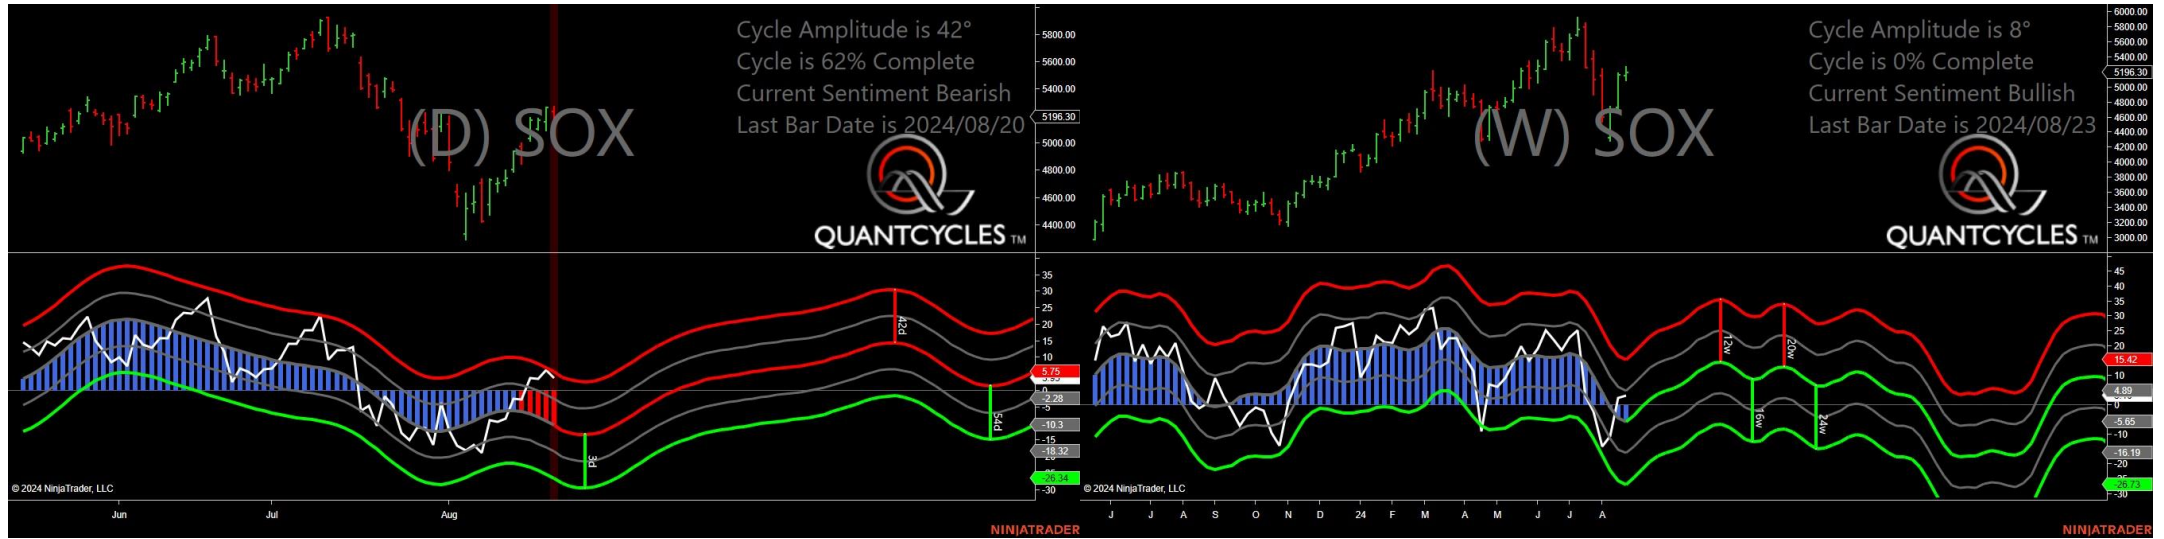 Cycle Amplitude is 42°
Cycle is 62% Complete
Current Sentiment Bearish
Last Bar Date is 2024/08/20
(D) SOX
QUANTCYCLES TM
5800.00
5600.00
5400.00
5196.30
5000.00
4800.00
4600.00
4400.00
35
30
25
20
15
10
5.75
0
-2.28
-5
-10.3
-15
-18.32
-26.34
-30
42d
54d
3d
© 2024 NinjaTrader, LLC
Jun
Jul
Aug
NINJATRADER
Cycle Amplitude is 8°
Cycle is 0% Complete
Current Sentiment Bullish
Last Bar Date is 2024/08/23
(W) SOX
QUANTCYCLES TM
6000.00
5800.00
5600.00
5400.00
5196.30
5000.00
4800.00
4600.00
4400.00
4200.00
4000.00
3800.00
3600.00
3400.00
3200.00
3000.00
45
40
35
30
25
20
15.42
10
4.89
0
-5.65
-10
-16.19
-20
-26.73
-30
12w
20w
16w
24w
© 2024 NinjaTrader, LLC
J
J
A
S
O
N
D
24
F
M
A
M
J
J
A
NINJATRADER